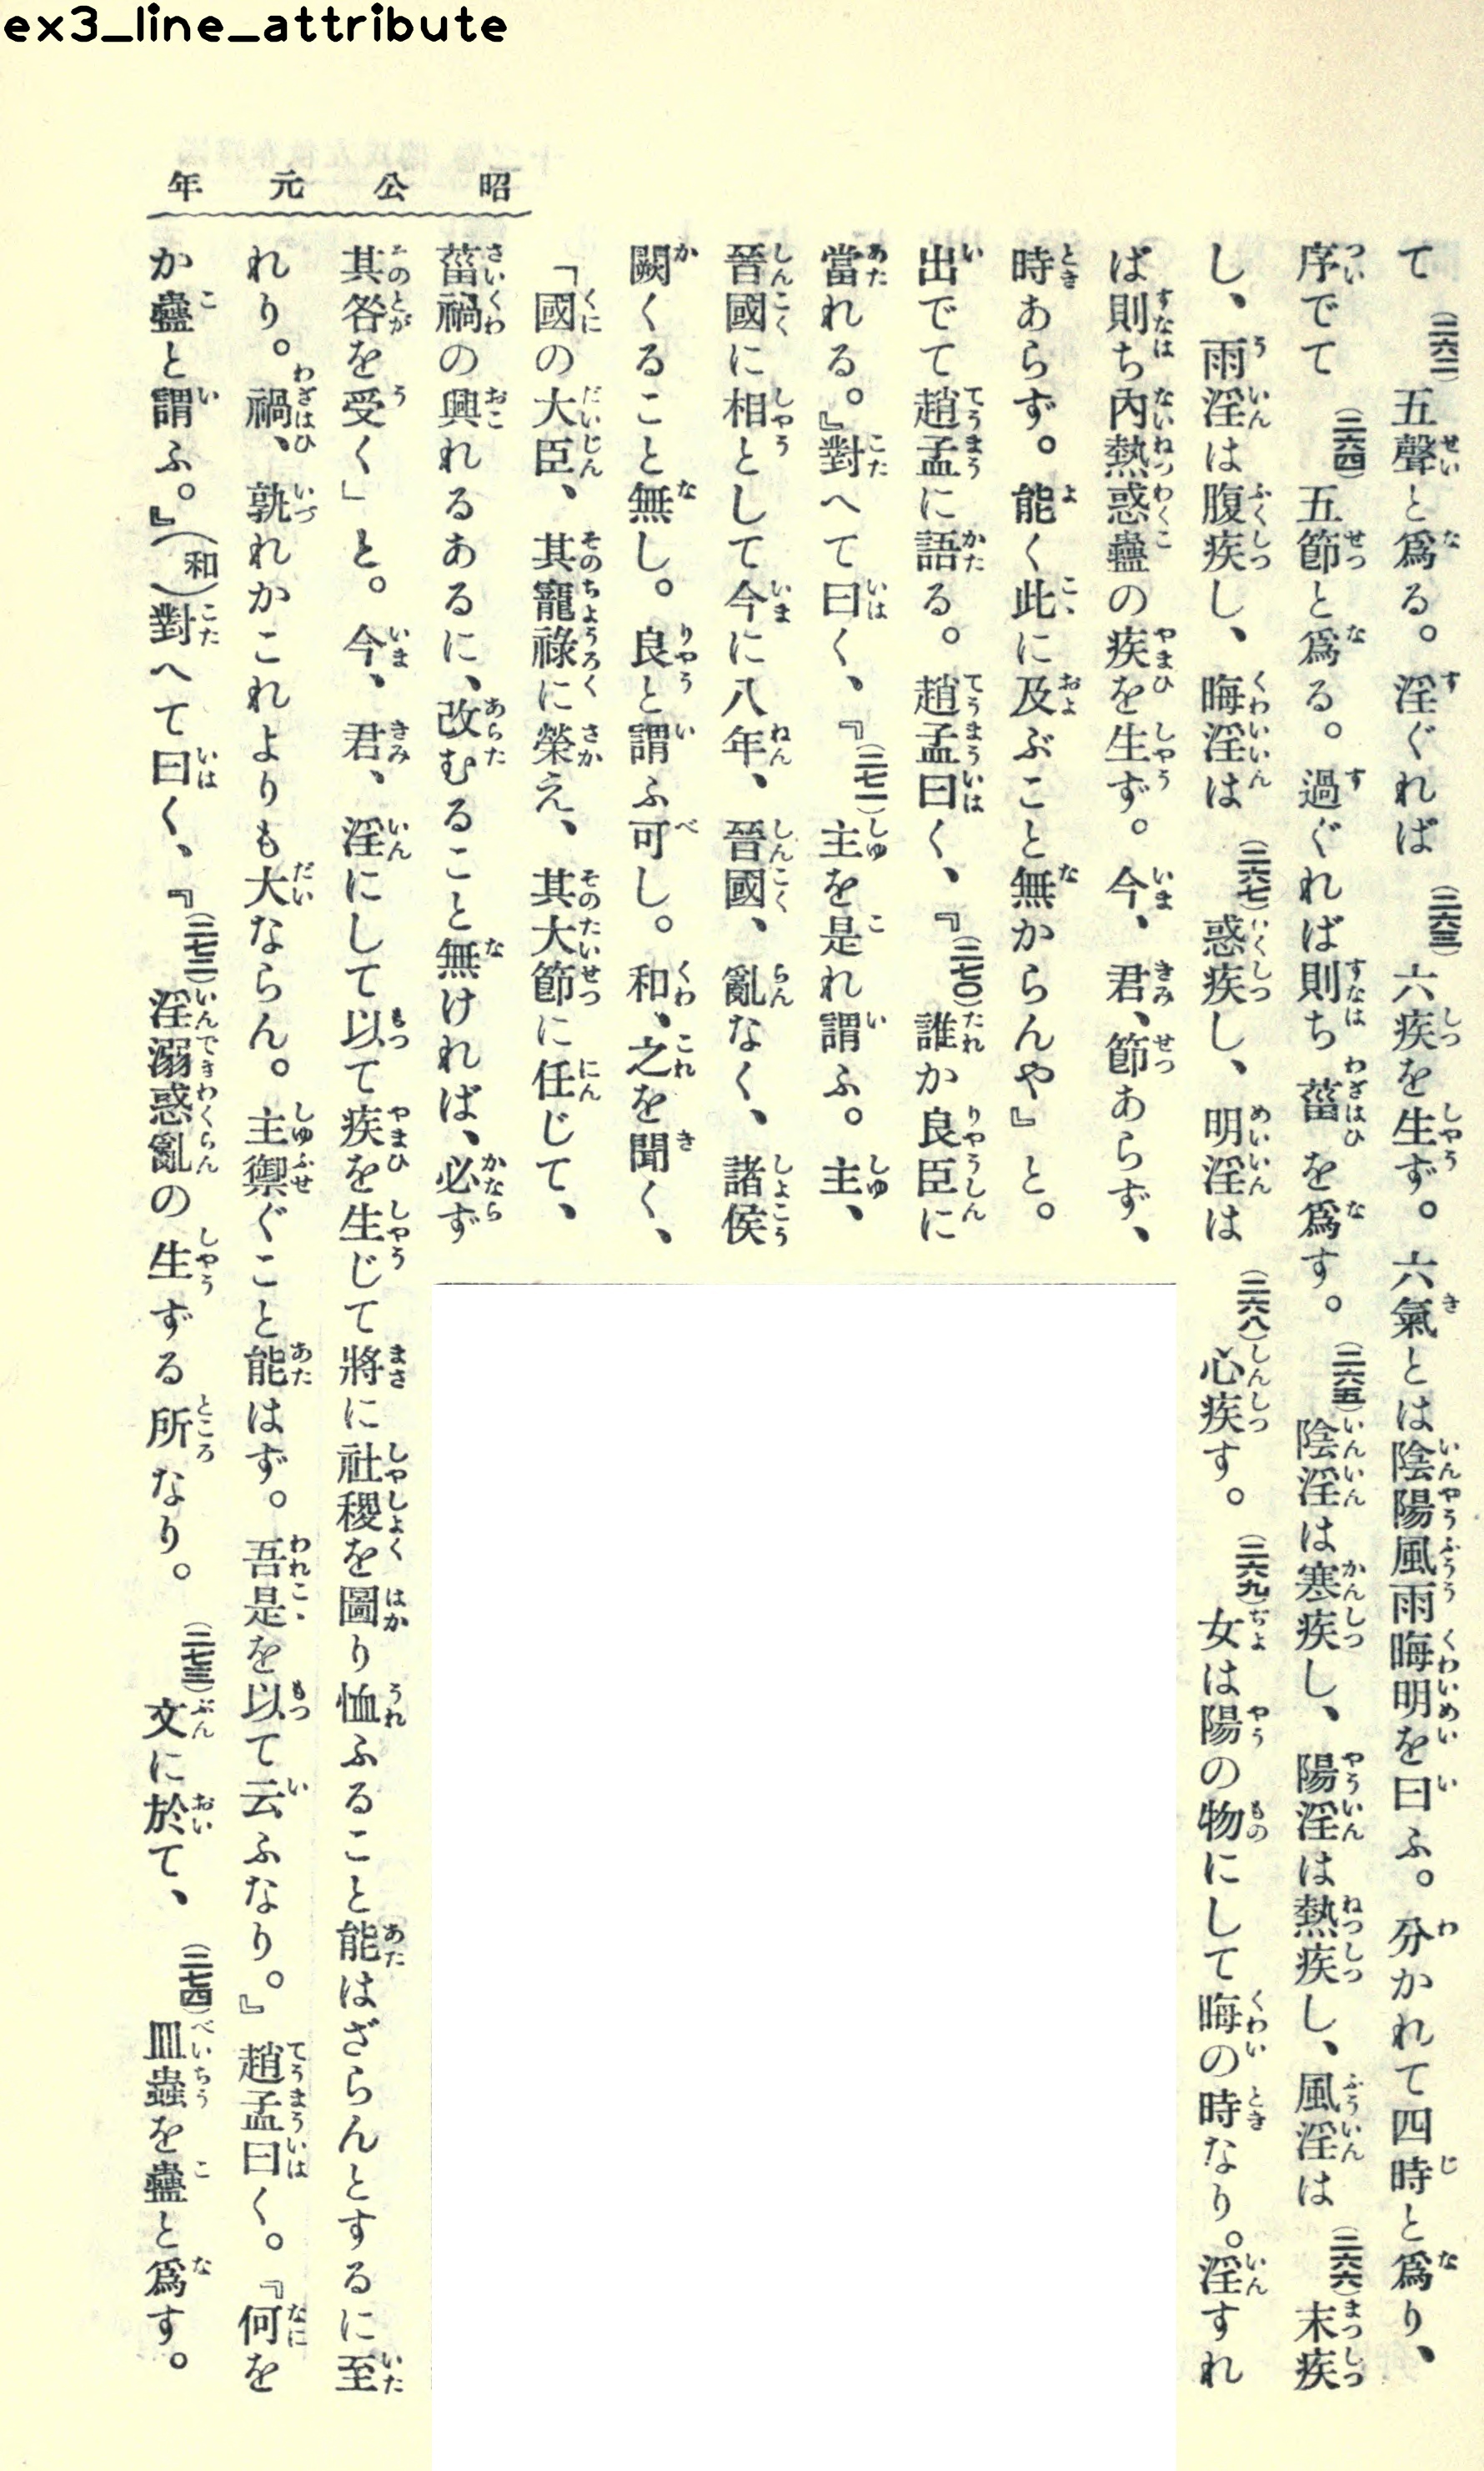 ex3_line_attribute
昭公元年
て(二六二)五聲と爲る。淫ぐれば(二六三)六疾を生ず。六氣とは陰陽風雨晦明を曰ふ。分かれて四時と爲り、
序でて(二六四)五節と爲る。過ぐれば則ち菑を爲す。(二六五)陰淫は寒疾し、陽淫は熱疾し、風淫は(二六六)末疾
し、雨淫は腹疾し、晦淫は(二六七)惑疾し、明淫は(二六八)心疾す。(二六九)女は陽の物にして晦の時なり。淫すれ
ば則ち內熱惑蠱の疾を生ず。今、君、節あらず、
時あらず。能く此に及ぶこと無からんや』と。
出でて趙孟に語る。趙孟曰く、『(二七〇)誰か良臣に
當れる。』對へて曰く、『(二七一)主を是れ謂ふ。主、
晉國に相として今に八年、晉國、亂なく、諸侯
闕くること無し。良と謂ふ可し。和、之を聞く、
「國の大臣、其寵祿に榮え、其大節に任じて、
菑禍の興れるあるに、改むること無ければ、必ず
其咎を受く」と。今、君、淫にして以て疾を生じて將に社稷を圖り恤ふること能はざらんとするに至
れり。禍、孰れかこれよりも大ならん。主禦ぐこと能はず。吾是を以て云ふなり。』趙孟曰く。『何を
か蠱と謂ふ。』(和)對へて曰く、『(二七二)淫溺惑亂の生ずる所なり。(二七三)文に於て、(二七四)皿蟲を蠱と爲す。